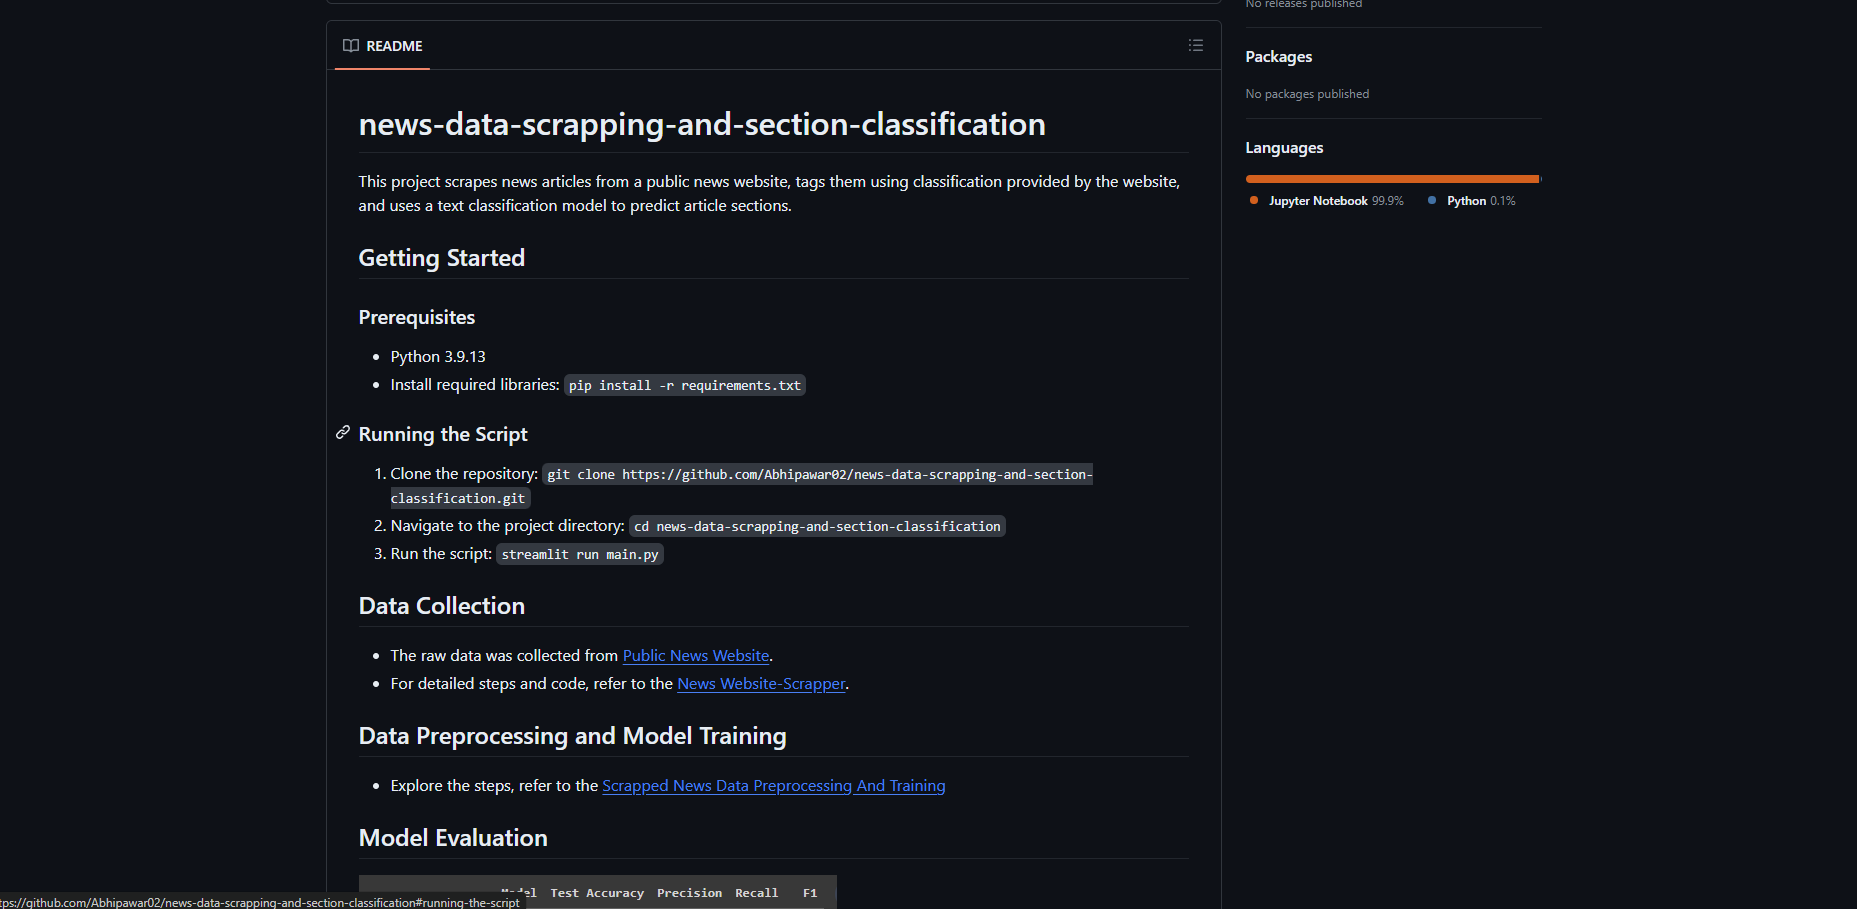 No releases published
README
Packages
No packages published
news-data-scrapping-and-section-classification
Languages
This project scrapes news articles from a public news website, tags them using classification provided by the website,
and uses a text classification model to predict article sections.
Jupyter Notebook 99.9%
Python 0.1%
Getting Started
Prerequisites
Python 3.9.13
Install required libraries: pip install -r requirements.txt
Running the Script
1. Clone the repository: git clone https://github.com/Abhipawar02/news-data-scrapping-and-section-
classification.git
2. Navigate to the project directory: cd news-data-scrapping-and-section-classification
3. Run the script: streamlit run main.py
Data Collection
The raw data was collected from Public News Website.
For detailed steps and code, refer to the News Website-Scrapper.
Data Preprocessing and Model Training
Explore the steps, refer to the Scrapped News Data Preprocessing And Training
Model Evaluation
Model Test Accuracy Precision Recall F1
tps://github.com/Abhipawar02/news-data-scrapping-and-section-classification#running-the-script